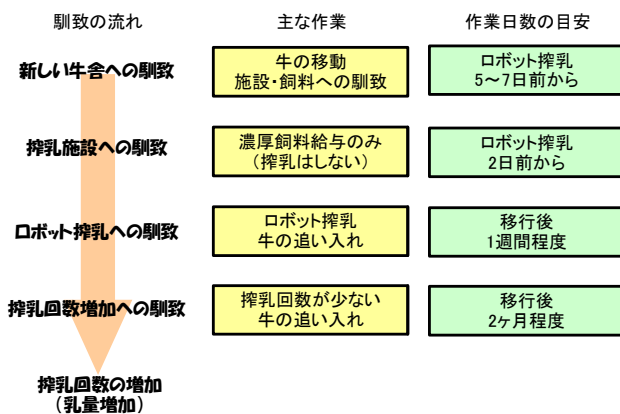 馴致の流れ
主な作業
作業日数の目安
新しい牛舎への馴致
牛の移動
施設・飼料への馴致
ロボット搾乳
5～7日前から
搾乳施設への馴致
濃厚飼料給与のみ
（搾乳はしない）
ロボット搾乳
2日前から
ロボット搾乳への馴致
ロボット搾乳
牛の追い入れ
移行後
1週間程度
搾乳回数増加への馴致
搾乳回数が少ない
牛の追い入れ
移行後
2ヶ月程度
搾乳回数の増加
（乳量増加）